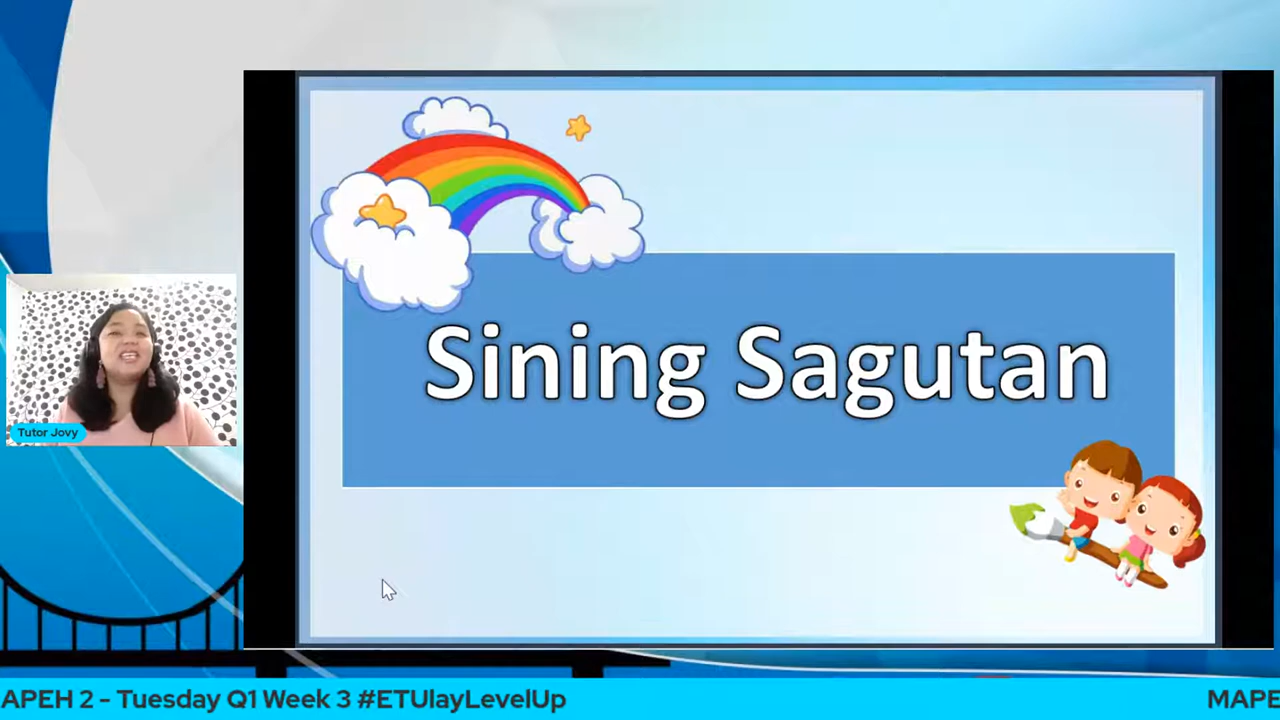 Sining Sagutan
Tutor Jovy
APEH 2 - Tuesday Q1 Week 3 #ETUlayLevelUp
MAPE